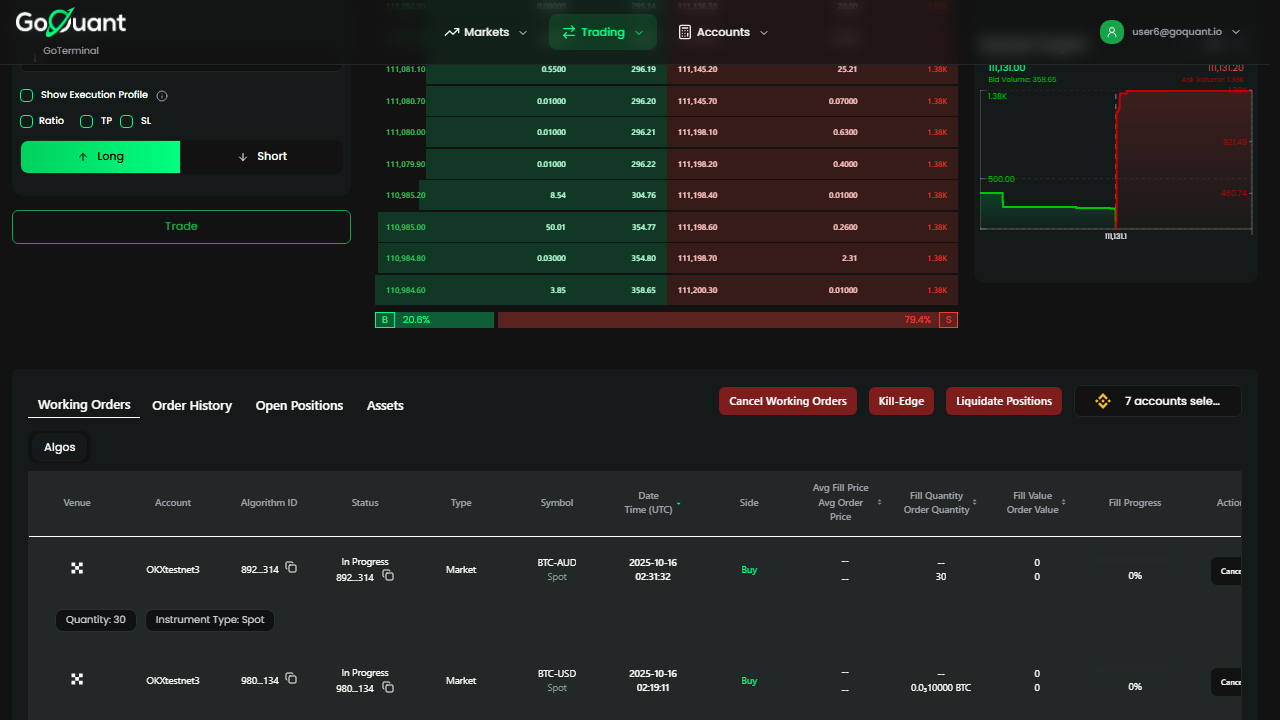 GoQuant
GoTerminal
Markets
Trading
Accounts
user6@goquant.io
Show Execution Profile
Ratio TP SL
Long Short
Trade
111,081.10 0.5500 296.19 111,145.20 25.21 1.38K
111,080.70 0.01000 296.20 111,145.70 0.07000 1.38K
111,080.00 0.01000 296.21 111,198.10 0.6300 1.38K
111,079.90 0.01000 296.22 111,198.20 0.4000 1.38K
110,985.20 8.54 304.76 111,198.40 0.01000 1.38K
110,985.00 50.01 354.77 111,198.60 0.2600 1.38K
110,984.80 0.03000 354.80 111,198.70 2.31 1.38K
110,984.60 3.85 358.65 111,200.30 0.01000 1.38K
B 20.6% 79.4% S
111,131.00 111,131.20
Bid Volume: 358.65 Ask Volume: 1.38K
1.38K
921.49
500.00
460.74
111,131.1
Working Orders Order History Open Positions Assets
Cancel Working Orders Kill-Edge Liquidate Positions 7 accounts sele...
Algos
Venue Account Algorithm ID Status Type Symbol Date Time (UTC) Side Avg Fill Price Avg Order Price Fill Quantity Order Quantity Fill Value Order Value Fill Progress Action
OKXtestnet3 892...314 In Progress 892...314 Market BTC-AUD Spot 2025-10-16 02:31:32 Buy -- -- -- 30 0 0 0% Cance
Quantity: 30 Instrument Type: Spot
OKXtestnet3 980...134 In Progress 980...134 Market BTC-USD Spot 2025-10-16 02:19:11 Buy -- -- -- 0.0₅10000 BTC 0 0 0% Cance